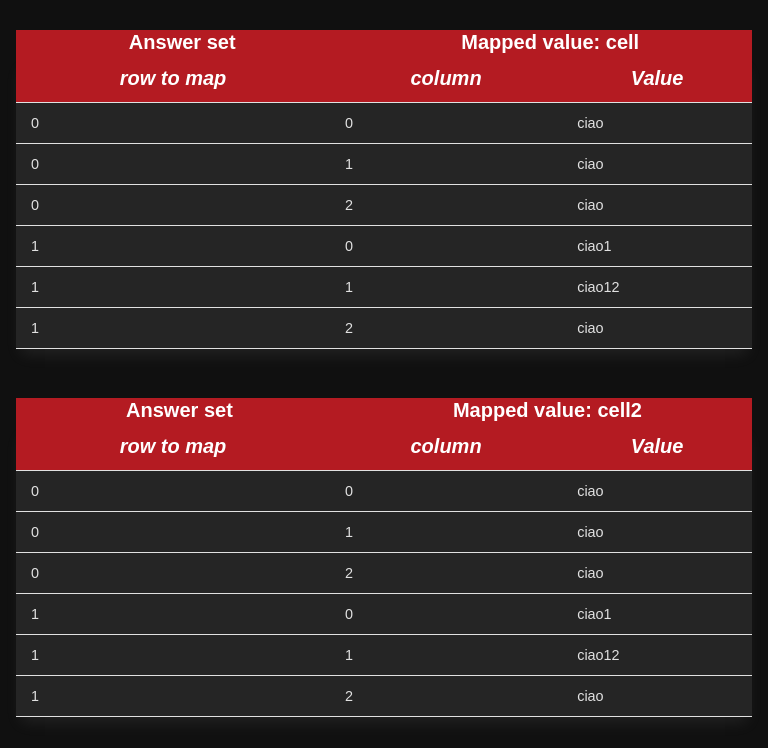 Answer set Mapped value: cell
row to map column Value
0 0 ciao
0 1 ciao
0 2 ciao
1 0 ciao1
1 1 ciao12
1 2 ciao
Answer set Mapped value: cell2
row to map column Value
0 0 ciao
0 1 ciao
0 2 ciao
1 0 ciao1
1 1 ciao12
1 2 ciao